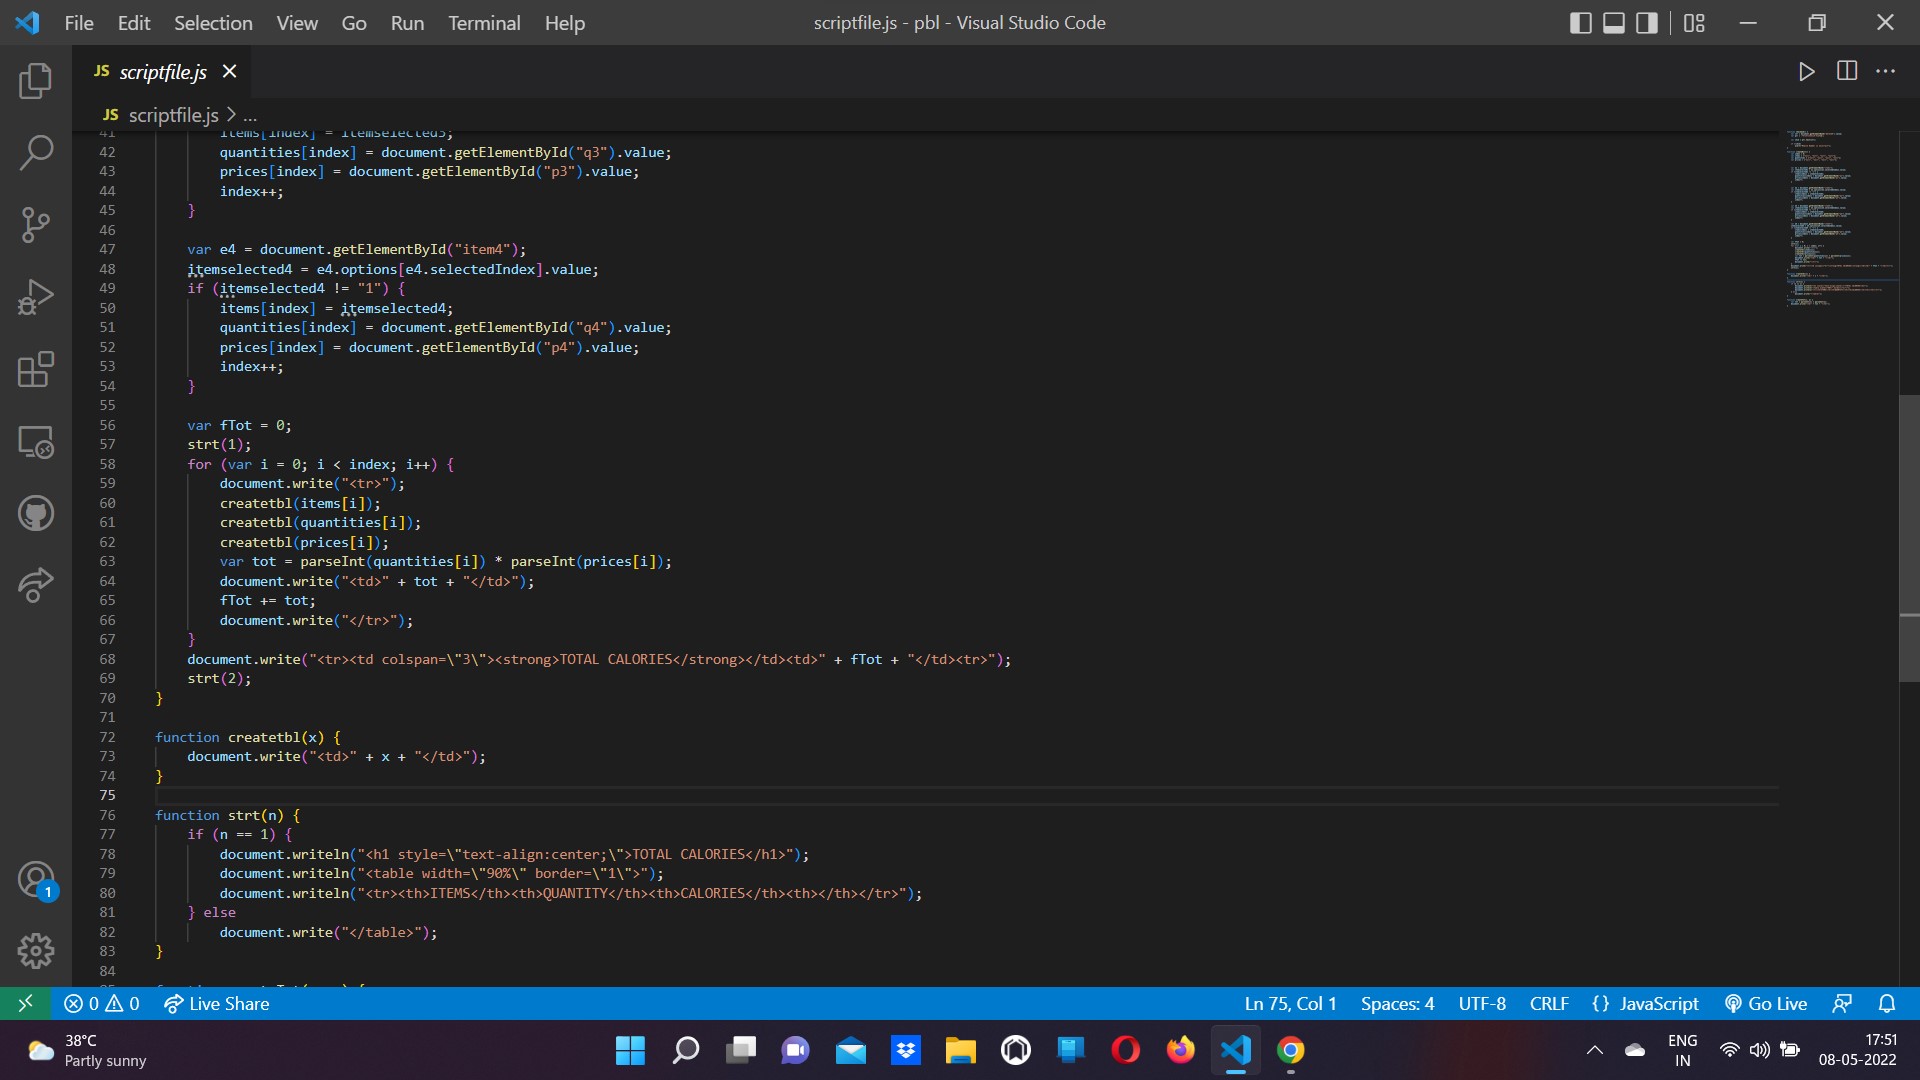 File Edit Selection View Go Run Terminal Help
scriptfile.js - pbl - Visual Studio Code
JS scriptfile.js
JS scriptfile.js > ...
41 items[index] = itemselected3;
42 quantities[index] = document.getElementById("q3").value;
43 prices[index] = document.getElementById("p3").value;
44 index++;
45 }
46
47 var e4 = document.getElementById("item4");
48 itemselected4 = e4.options[e4.selectedIndex].value;
49 if (itemselected4 != "1") {
50 items[index] = itemselected4;
51 quantities[index] = document.getElementById("q4").value;
52 prices[index] = document.getElementById("p4").value;
53 index++;
54 }
55
56 var fTot = 0;
57 strt(1);
58 for (var i = 0; i < index; i++) {
59 document.write("<tr>");
60 createtbl(items[i]);
61 createtbl(quantities[i]);
62 createtbl(prices[i]);
63 var tot = parseInt(quantities[i]) * parseInt(prices[i]);
64 document.write("<td>" + tot + "</td>");
65 fTot += tot;
66 document.write("</tr>");
67 }
68 document.write("<tr><td colspan=\"3\"><strong>TOTAL CALORIES</strong></td><td>" + fTot + "</td><tr>");
69 strt(2);
70 }
71
72 function createtbl(x) {
73 document.write("<td>" + x + "</td>");
74 }
75
76 function strt(n) {
77 if (n == 1) {
78 document.writeln("<h1 style=\"text-align:center;\">TOTAL CALORIES</h1>");
79 document.writeln("<table width=\"90%\" border=\"1\">");
80 document.writeln("<tr><th>ITEMS</th><th>QUANTITY</th><th>CALORIES</th><th></th></tr>");
81 } else
82 document.write("</table>");
83 }
84
1
0 0 Live Share
Ln 75, Col 1 Spaces: 4 UTF-8 CRLF {} JavaScript Go Live
38°C
Partly sunny
ENG
IN
17:51
08-05-2022